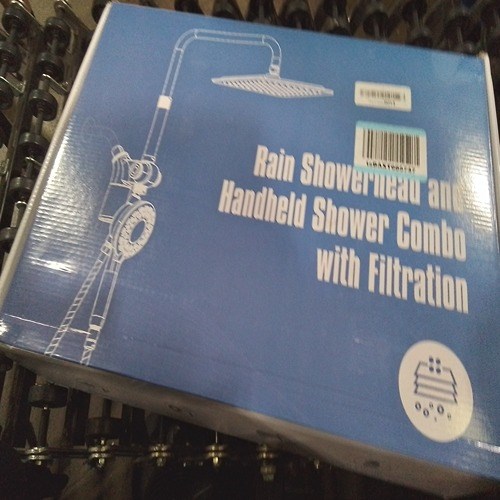 Rain Showerhead and
Handheld Shower Combo
with Filtration